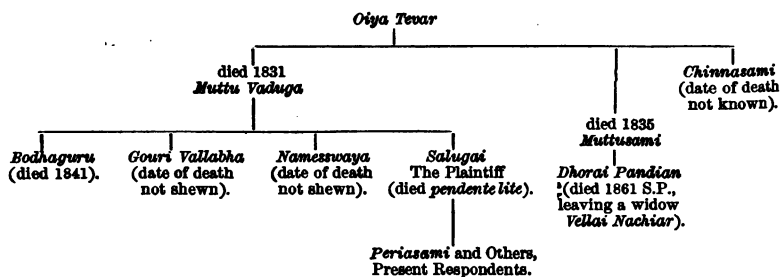 Oiya Tevar
died 1831
Muttu Vaduga
Chinnasami
(date of death
not known).
died 1835
Muttusami
Bodhaguru
(died 1841).
Gouri Vallabha
(date of death
not shewn).
Nameswaya
(date of death
not shewn).
Salugai
The Plaintiff
(died pendente lite).
Dhorai Pandian
(died 1861 S.P.,
leaving a widow
Vellai Nachiar).
Periasami and Others,
Present Respondents.